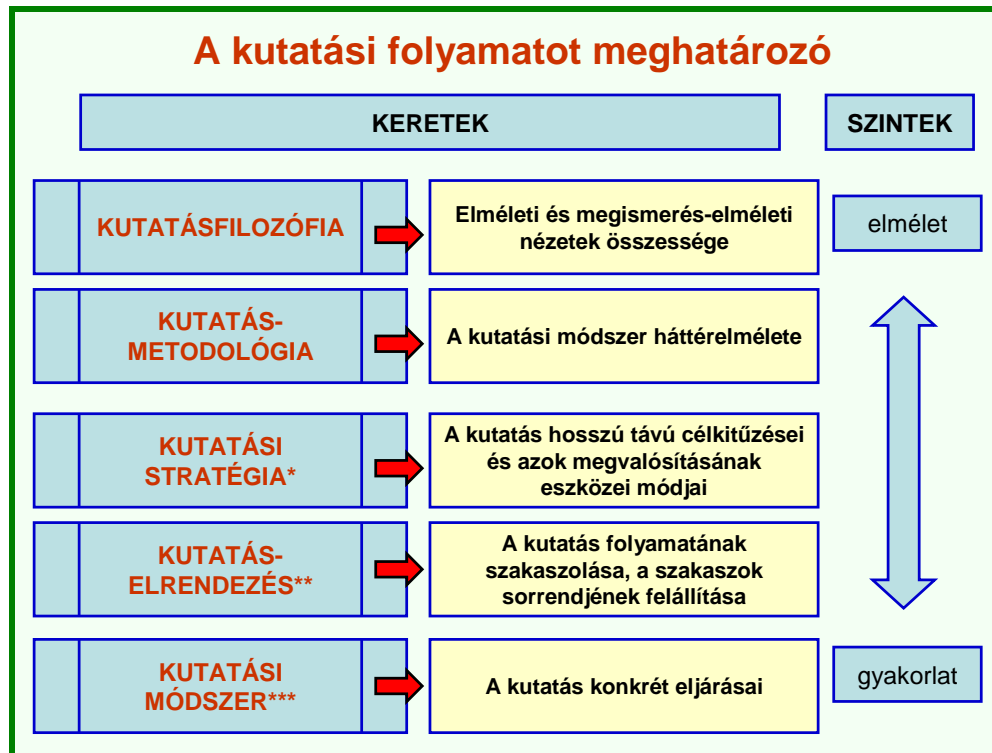 A kutatási folyamatot meghatározó
KERETEK
SZINTEK
KUTATÁSFILOZÓFIA
Elméleti és megismerés-elméleti
nézetek összessége
elmélet
KUTATÁS-
METODOLÓGIA
A kutatási módszer háttérelmélete
KUTATÁSI
STRATÉGIA*
A kutatás hosszú távú célkitűzései
és azok megvalósításának
eszközei módjai
KUTATÁS-
ELRENDEZÉS**
A kutatás folyamatának
szakaszolása, a szakaszok
sorrendjének felállítása
KUTATÁSI
MÓDSZER***
A kutatás konkrét eljárásai
gyakorlat